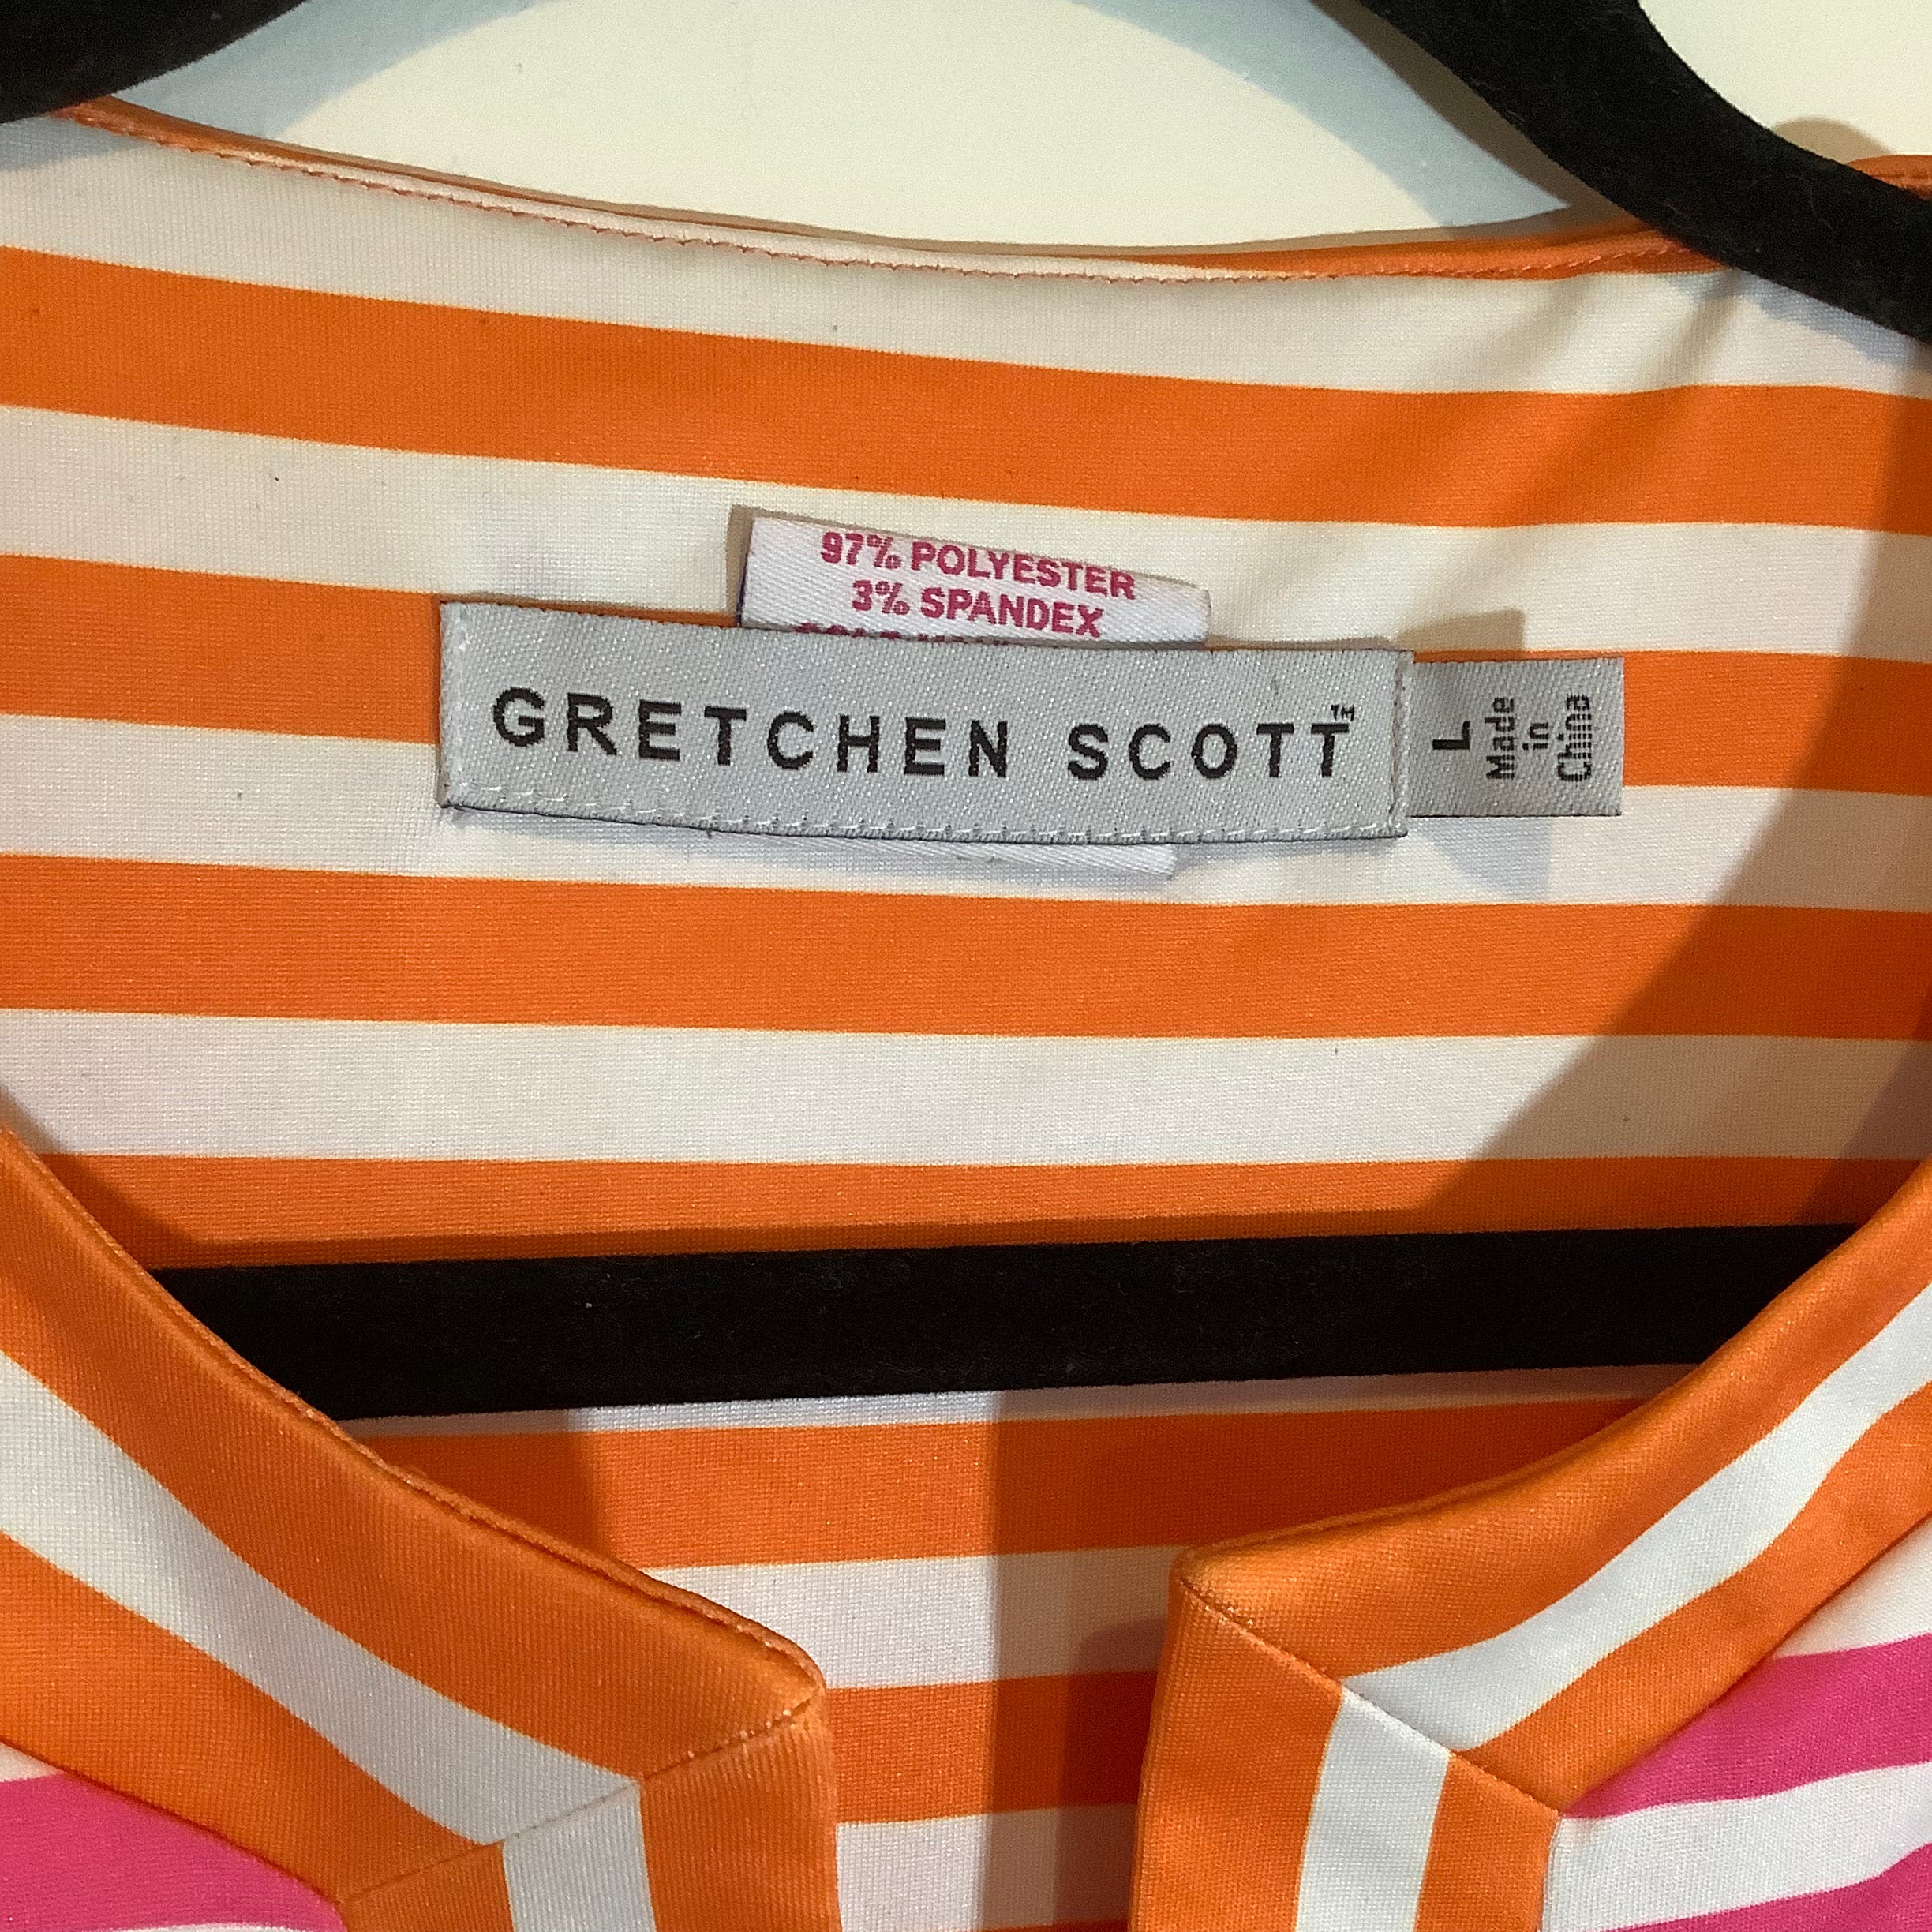 97% POLYESTER
3% SPANDEX
GRETCHEN SCOTT™
L
Made
in
China